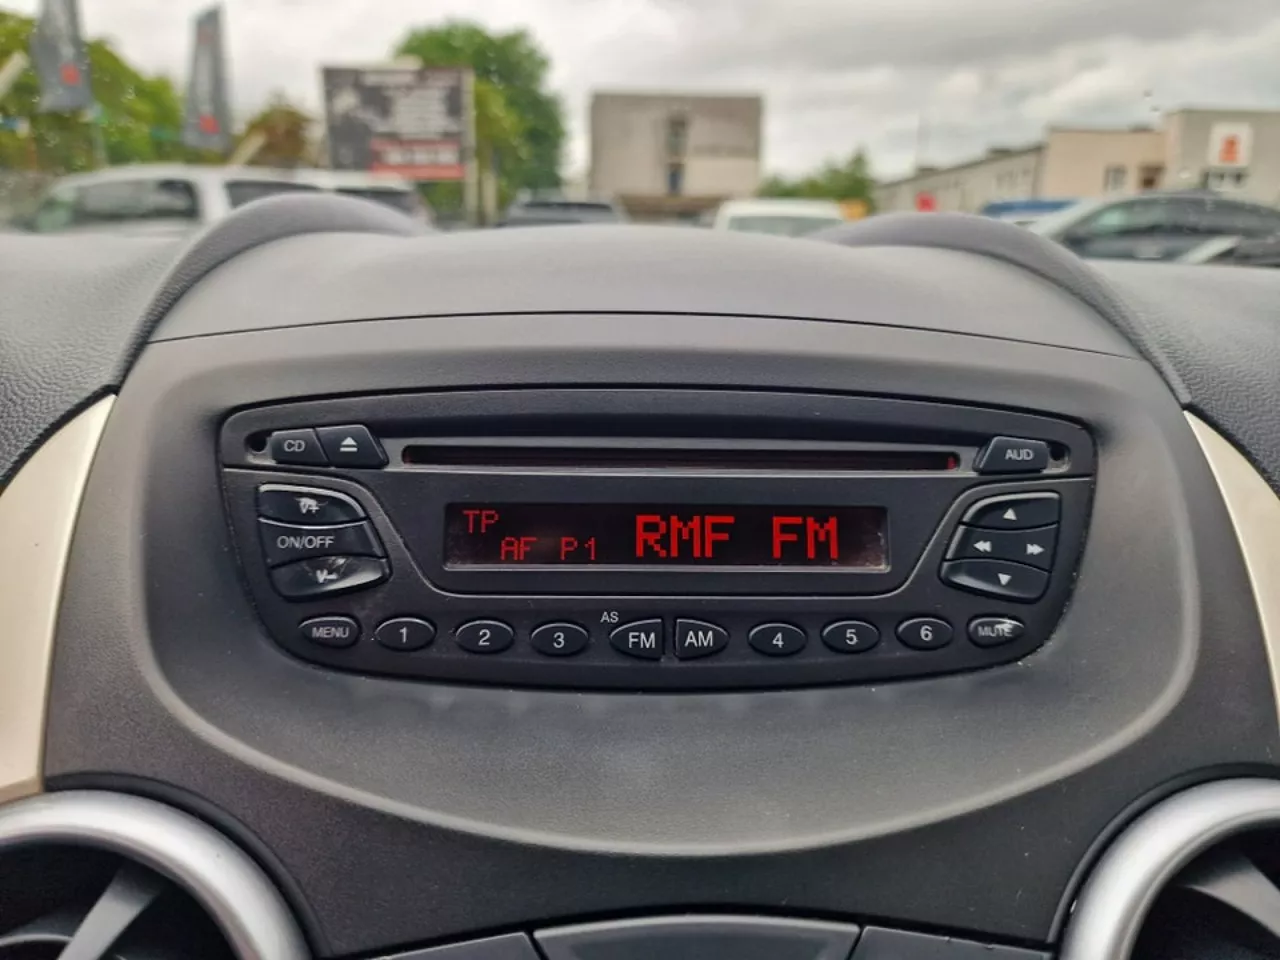 CD
AUD
V+
ON/OFF
V-
TP
AF P1 RMF FM
MENU
1
2
3
AS
FM
AM
4
5
6
MUTE